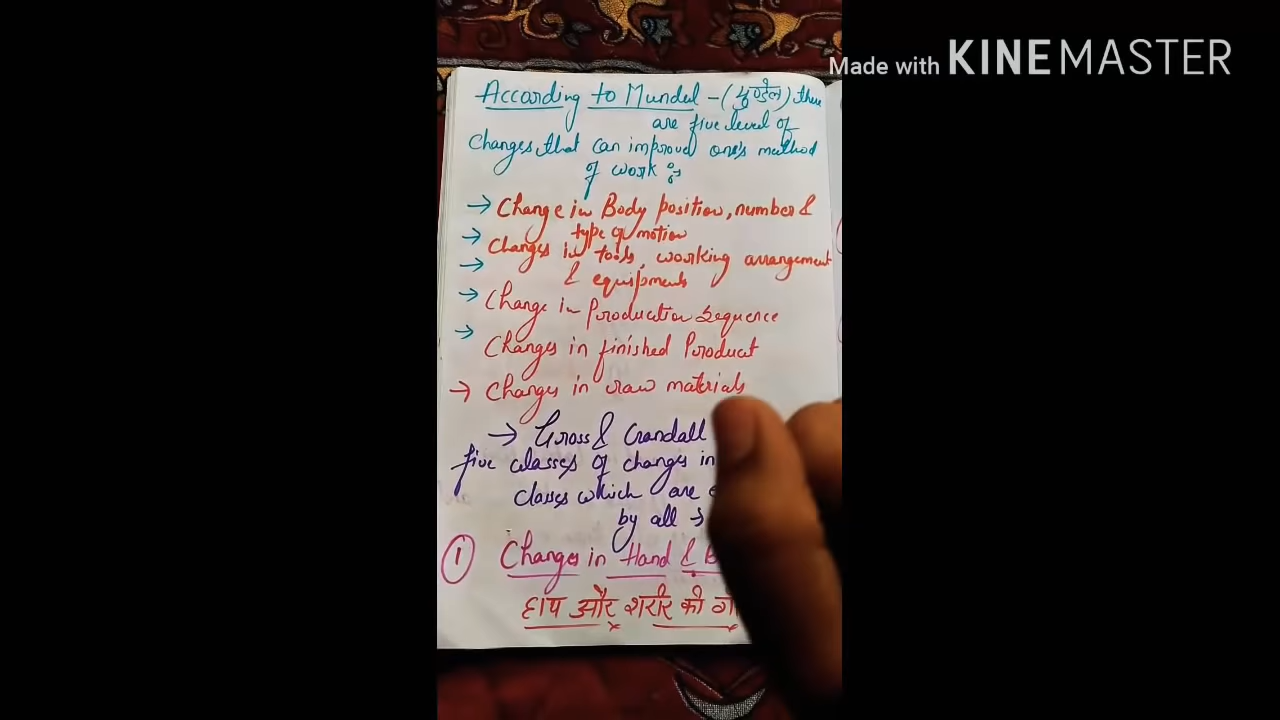 Made with KINEMASTER
According to Mundel - (मुण्डेल) there
are five level of
Changes that can improved one's method
of work :-
→ Change in Body position, number &
type of motion
→ Changes in tools, working arrangement
→ & equipments
→ Change in Production Sequence
→ Changes in finished Product
→ Changes in raw materials
→ Gross & Crandall
five classes of changes in
classes which are
by all →
1 Changes in Hand &
हाथ और शरीर की